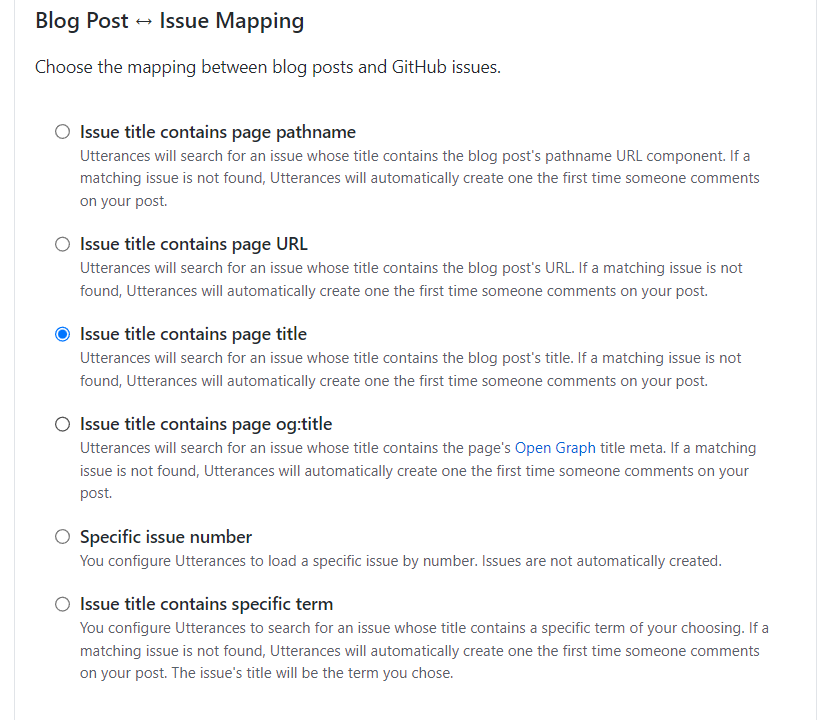 Blog Post ↔ Issue Mapping
Choose the mapping between blog posts and GitHub issues.
Issue title contains page pathname
Utterances will search for an issue whose title contains the blog post's pathname URL component. If a
matching issue is not found, Utterances will automatically create one the first time someone comments
on your post.
Issue title contains page URL
Utterances will search for an issue whose title contains the blog post's URL. If a matching issue is not
found, Utterances will automatically create one the first time someone comments on your post.
Issue title contains page title
Utterances will search for an issue whose title contains the blog post's title. If a matching issue is not
found, Utterances will automatically create one the first time someone comments on your post.
Issue title contains page og:title
Utterances will search for an issue whose title contains the page's Open Graph title meta. If a matching
issue is not found, Utterances will automatically create one the first time someone comments on your
post.
Specific issue number
You configure Utterances to load a specific issue by number. Issues are not automatically created.
Issue title contains specific term
You configure Utterances to search for an issue whose title contains a specific term of your choosing. If a
matching issue is not found, Utterances will automatically create one the first time someone comments
on your post. The issue's title will be the term you chose.